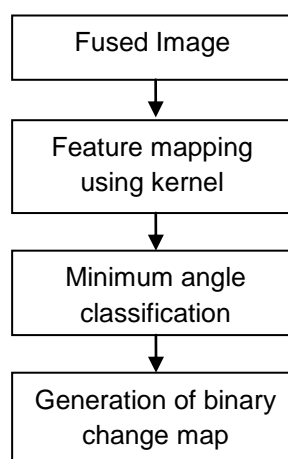 Fused Image
Feature mapping
using kernel
Minimum angle
classification
Generation of binary
change map